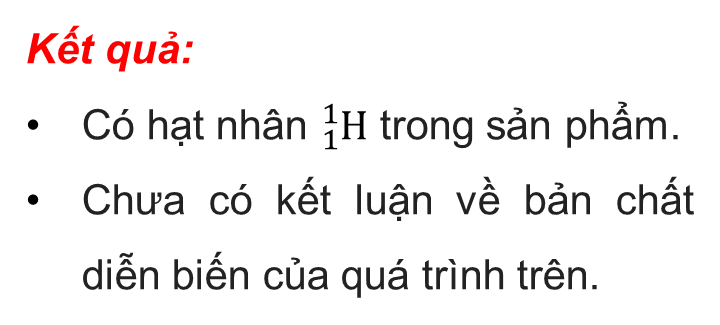 Kết quả:
• Có hạt nhân ¹₁H trong sản phẩm.
• Chưa có kết luận về bản chất
diễn biến của quá trình trên.